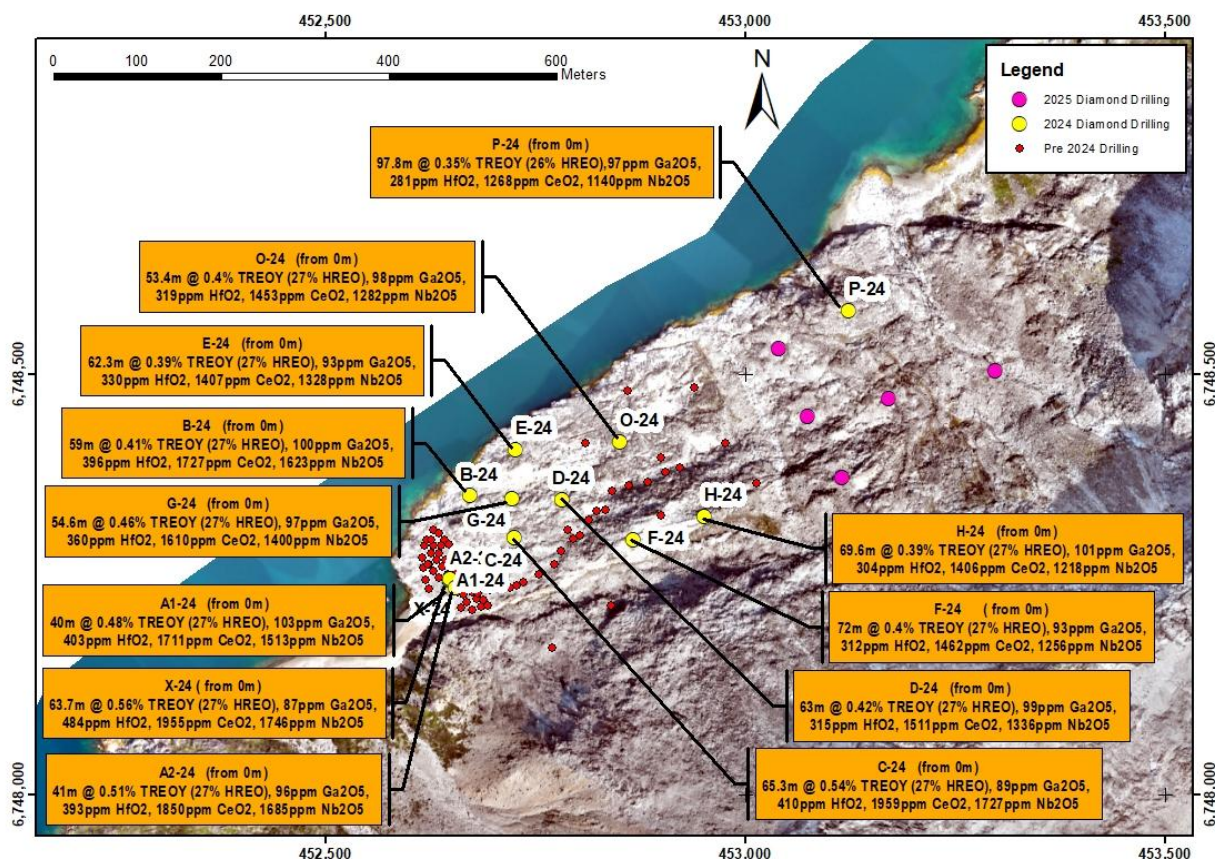 452,500
453,000
453,500
0 100 200 400 600
Meters
N
Legend
2025 Diamond Drilling
2024 Diamond Drilling
Pre 2024 Drilling
P-24 (from 0m)
97.8m @ 0.35% TREOY (26% HREO),97ppm Ga2O5,
281ppm HfO2, 1268ppm CeO2, 1140ppm Nb2O5
O-24 (from 0m)
53.4m @ 0.4% TREOY (27% HREO), 98ppm Ga2O5,
319ppm HfO2, 1453ppm CeO2, 1282ppm Nb2O5
E-24 (from 0m)
62.3m @ 0.39% TREOY (27% HREO), 93ppm Ga2O5,
330ppm HfO2, 1407ppm CeO2, 1328ppm Nb2O5
B-24 (from 0m)
59m @ 0.41% TREOY (27% HREO), 100ppm Ga2O5,
396ppm HfO2, 1727ppm CeO2, 1623ppm Nb2O5
G-24 (from 0m)
54.6m @ 0.46% TREOY (27% HREO), 97ppm Ga2O5,
360ppm HfO2, 1610ppm CeO2, 1400ppm Nb2O5
A1-24 (from 0m)
40m @ 0.48% TREOY (27% HREO), 103ppm Ga2O5,
403ppm HfO2, 1711ppm CeO2, 1513ppm Nb2O5
X-24 ( from 0m)
63.7m @ 0.56% TREOY (27% HREO), 87ppm Ga2O5,
484ppm HfO2, 1955ppm CeO2, 1746ppm Nb2O5
A2-24 (from 0m)
41m @ 0.51% TREOY (27% HREO), 96ppm Ga2O5,
393ppm HfO2, 1850ppm CeO2, 1685ppm Nb2O5
P-24
O-24
E-24
B-24
D-24
G-24
H-24
F-24
A2-
C-24
A1-24
X-24
H-24 (from 0m)
69.6m @ 0.39% TREOY (27% HREO), 101ppm Ga2O5,
304ppm HfO2, 1406ppm CeO2, 1218ppm Nb2O5
F-24 ( from 0m)
72m @ 0.4% TREOY (27% HREO), 93ppm Ga2O5,
312ppm HfO2, 1462ppm CeO2, 1256ppm Nb2O5
D-24 (from 0m)
63m @ 0.42% TREOY (27% HREO), 99ppm Ga2O5,
315ppm HfO2, 1511ppm CeO2, 1336ppm Nb2O5
C-24 (from 0m)
65.3m @ 0.54% TREOY (27% HREO), 89ppm Ga2O5,
410ppm HfO2, 1959ppm CeO2, 1727ppm Nb2O5
6,748,500
6,748,500
6,748,000
6,748,000
452,500
453,000
453,500